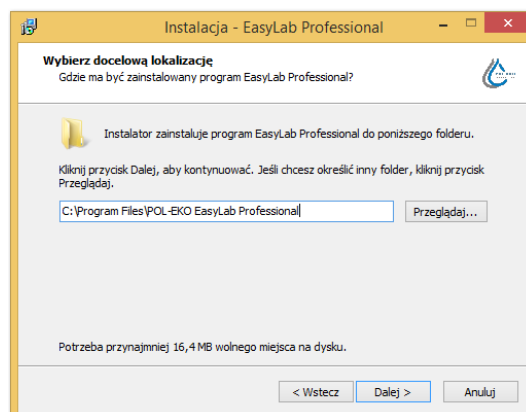 Instalacja - EasyLab Professional
Wybierz docelową lokalizację
Gdzie ma być zainstalowany program EasyLab Professional?
Instalator zainstaluje program EasyLab Professional do poniższego folderu.
Kliknij przycisk Dalej, aby kontynuować. Jeśli chcesz określić inny folder, kliknij przycisk
Przeglądaj.
C:\Program Files\POL-EKO EasyLab Professional
Przeglądaj...
Potrzeba przynajmniej 16,4 MB wolnego miejsca na dysku.
< Wstecz
Dalej >
Anuluj